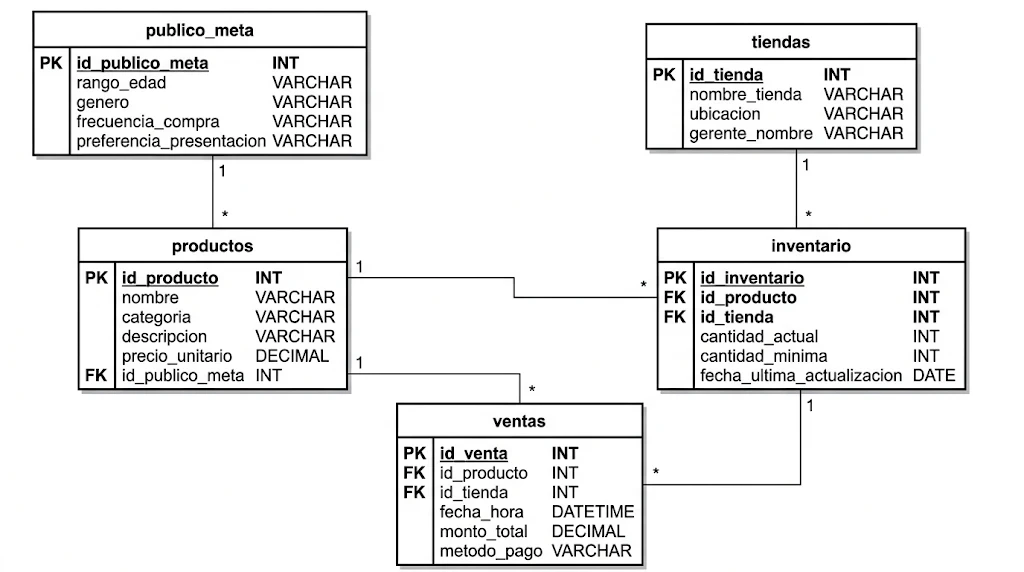 publico_meta
PK id_publico_meta INT
rango_edad VARCHAR
genero VARCHAR
frecuencia_compra VARCHAR
preferencia_presentacion VARCHAR
tiendas
PK id_tienda INT
nombre_tienda VARCHAR
ubicacion VARCHAR
gerente_nombre VARCHAR
1
*
1
*
productos
PK id_producto INT
nombre VARCHAR
categoria VARCHAR
descripcion VARCHAR
precio_unitario DECIMAL
FK id_publico_meta INT
1
*
1
*
inventario
PK id_inventario INT
FK id_producto INT
FK id_tienda INT
cantidad_actual INT
cantidad_minima INT
fecha_ultima_actualizacion DATE
1
*
ventas
PK id_venta INT
FK id_producto INT
FK id_tienda INT
fecha_hora DATETIME
monto_total DECIMAL
metodo_pago VARCHAR